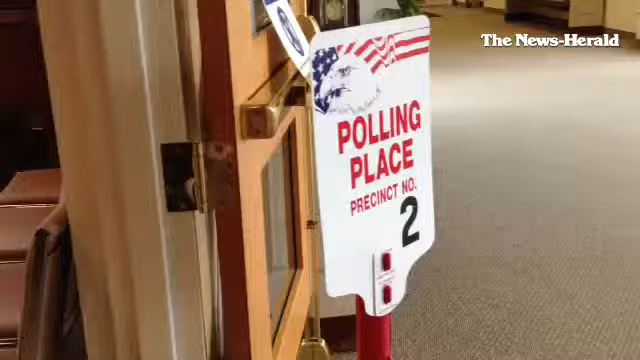 The News-Herald
POLLING
PLACE
PRECINCT NO.
2